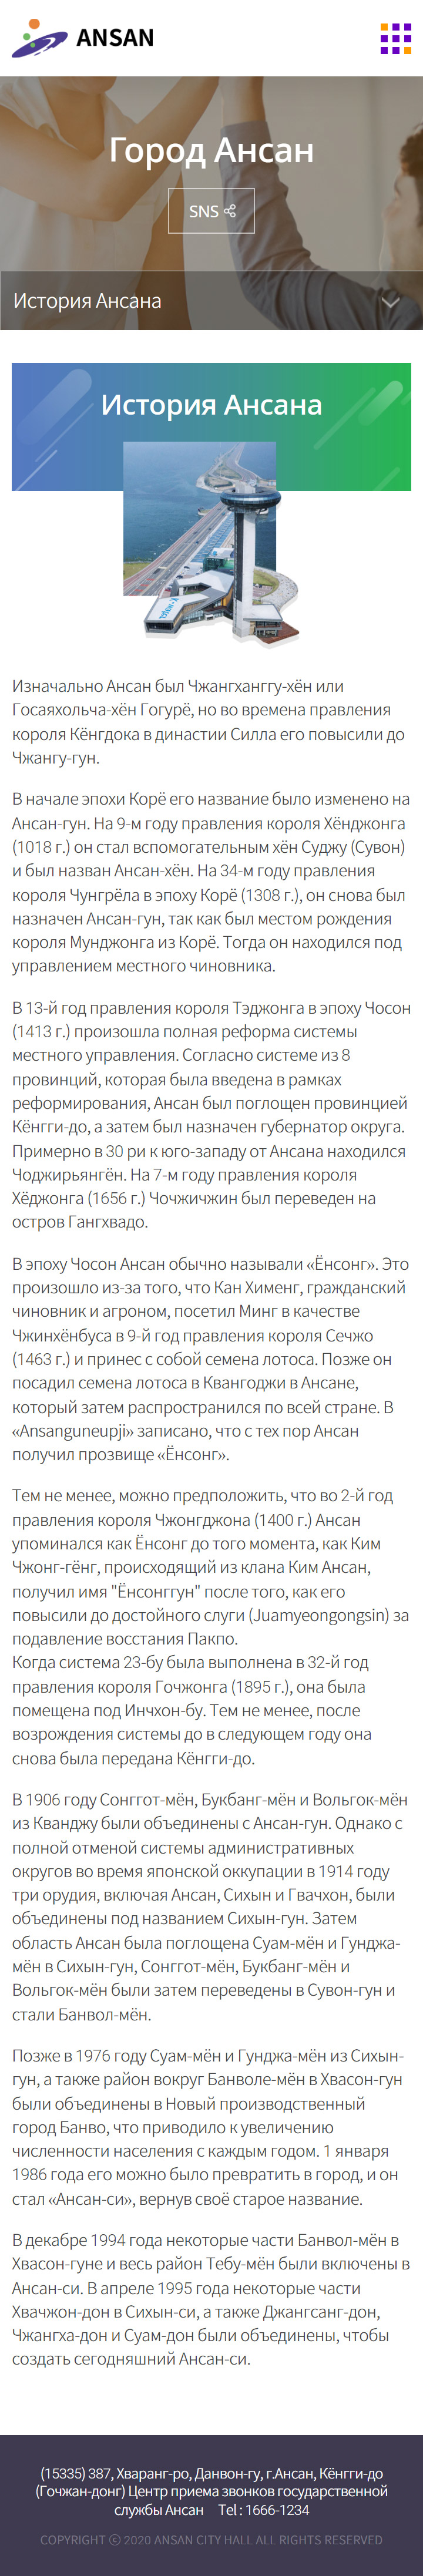 ANSAN
Город Ансан
SNS
История Ансана
История Ансана
Изначально Ансан был Чжангханггу-хён или
Госаяхольча-хён Гогурё, но во времена правления
короля Кёнгдока в династии Силла его повысили до
Чжангу-гун.
В начале эпохи Корё его название было изменено на
Ансан-гун. На 9-м году правления короля Хёнджонга
(1018 г.) он стал вспомогательным хён Суджу (Сувон)
и был назван Ансан-хён. На 34-м году правления
короля Чунгрёла в эпоху Корё (1308 г.), он снова был
назначен Ансан-гун, так как был местом рождения
короля Мунджонга из Корё. Тогда он находился под
управлением местного чиновника.
В 13-й год правления короля Тэджонга в эпоху Чосон
(1413 г.) произошла полная реформа системы
местного управления. Согласно системе из 8
провинций, которая была введена в рамках
реформирования, Ансан был поглощен провинцией
Кёнгги-до, а затем был назначен губернатор округа.
Примерно в 30 ри к юго-западу от Ансана находился
Чоджирьянгён. На 7-м году правления короля
Хёджонга (1656 г.) Чочжичжин был переведен на
остров Гангхвадо.
В эпоху Чосон Ансан обычно называли «Ёнсонг». Это
произошло из-за того, что Кан Хименг, гражданский
чиновник и агроном, посетил Минг в качестве
Чжинхёнбуса в 9-й год правления короля Сечжо
(1463 г.) и принес с собой семена лотоса. Позже он
посадил семена лотоса в Квангоджи в Ансане,
который затем распространился по всей стране. В
«Ansanguneupji» записано, что с тех пор Ансан
получил прозвище «Ёнсонг».
Тем не менее, можно предположить, что во 2-й год
правления короля Чжонгджона (1400 г.) Ансан
упоминался как Ёнсонг до того момента, как Ким
Чжонг-гёнг, происходящий из клана Ким Ансан,
получил имя "Ёнсонггун" после того, как его
повысили до достойного слуги (Juamyeongongsin) за
подавление восстания Пакпо.
Когда система 23-бу была выполнена в 32-й год
правления короля Гочжонга (1895 г.), она была
помещена под Инчхон-бу. Тем не менее, после
возрождения системы до в следующем году она
снова была передана Кёнгги-до.
В 1906 году Сонггот-мён, Букбанг-мён и Вольгок-мён
из Кванджу были объединены с Ансан-гун. Однако с
полной отменой системы административных
округов во время японской оккупации в 1914 году
три орудия, включая Ансан, Сихын и Гвачхон, были
объединены под названием Сихын-гун. Затем
область Ансан была поглощена Суам-мён и Гунджа-
мён в Сихын-гун, Сонггот-мён, Букбанг-мён и
Вольгок-мён были затем переведены в Сувон-гун и
стали Банвол-мён.
Позже в 1976 году Суам-мён и Гунджа-мён из Сихын-
гун, а также район вокруг Банволе-мён в Хвасон-гун
были объединены в Новый производственный
город Банво, что приводило к увеличению
численности населения с каждым годом. 1 января
1986 года его можно было превратить в город, и он
стал «Ансан-си», вернув своё старое название.
В декабре 1994 года некоторые части Банвол-мён в
Хвасон-гуне и весь район Тебу-мён были включены в
Ансан-си. В апреле 1995 года некоторые части
Хвачжон-дон в Сихын-си, а также Джангсанг-дон,
Чжангха-дон и Суам-дон были объединены, чтобы
создать сегодняшний Ансан-си.
(15335) 387, Хваранг-ро, Данвон-гу, г.Ансан, Кёнгги-до
(Гочжан-донг) Центр приема звонков государственной
службы Ансан Tel : 1666-1234
COPYRIGHT ⓒ 2020 ANSAN CITY HALL ALL RIGHTS RESERVED